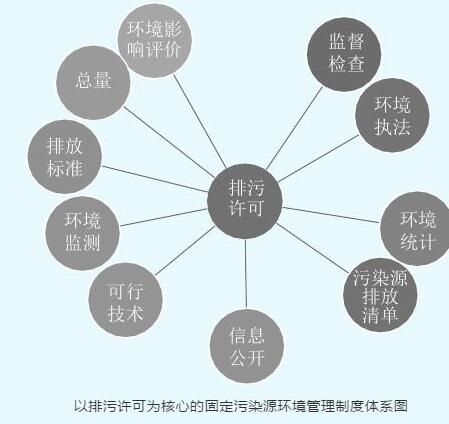 环境影
响评价
监督
检查
总量
环境
执法
排放
标准
排污
许可
环境
监测
环境
统计
可行
技术
污染源
排放
清单
信息
公开
以排污许可为核心的固定污染源环境管理制度体系图